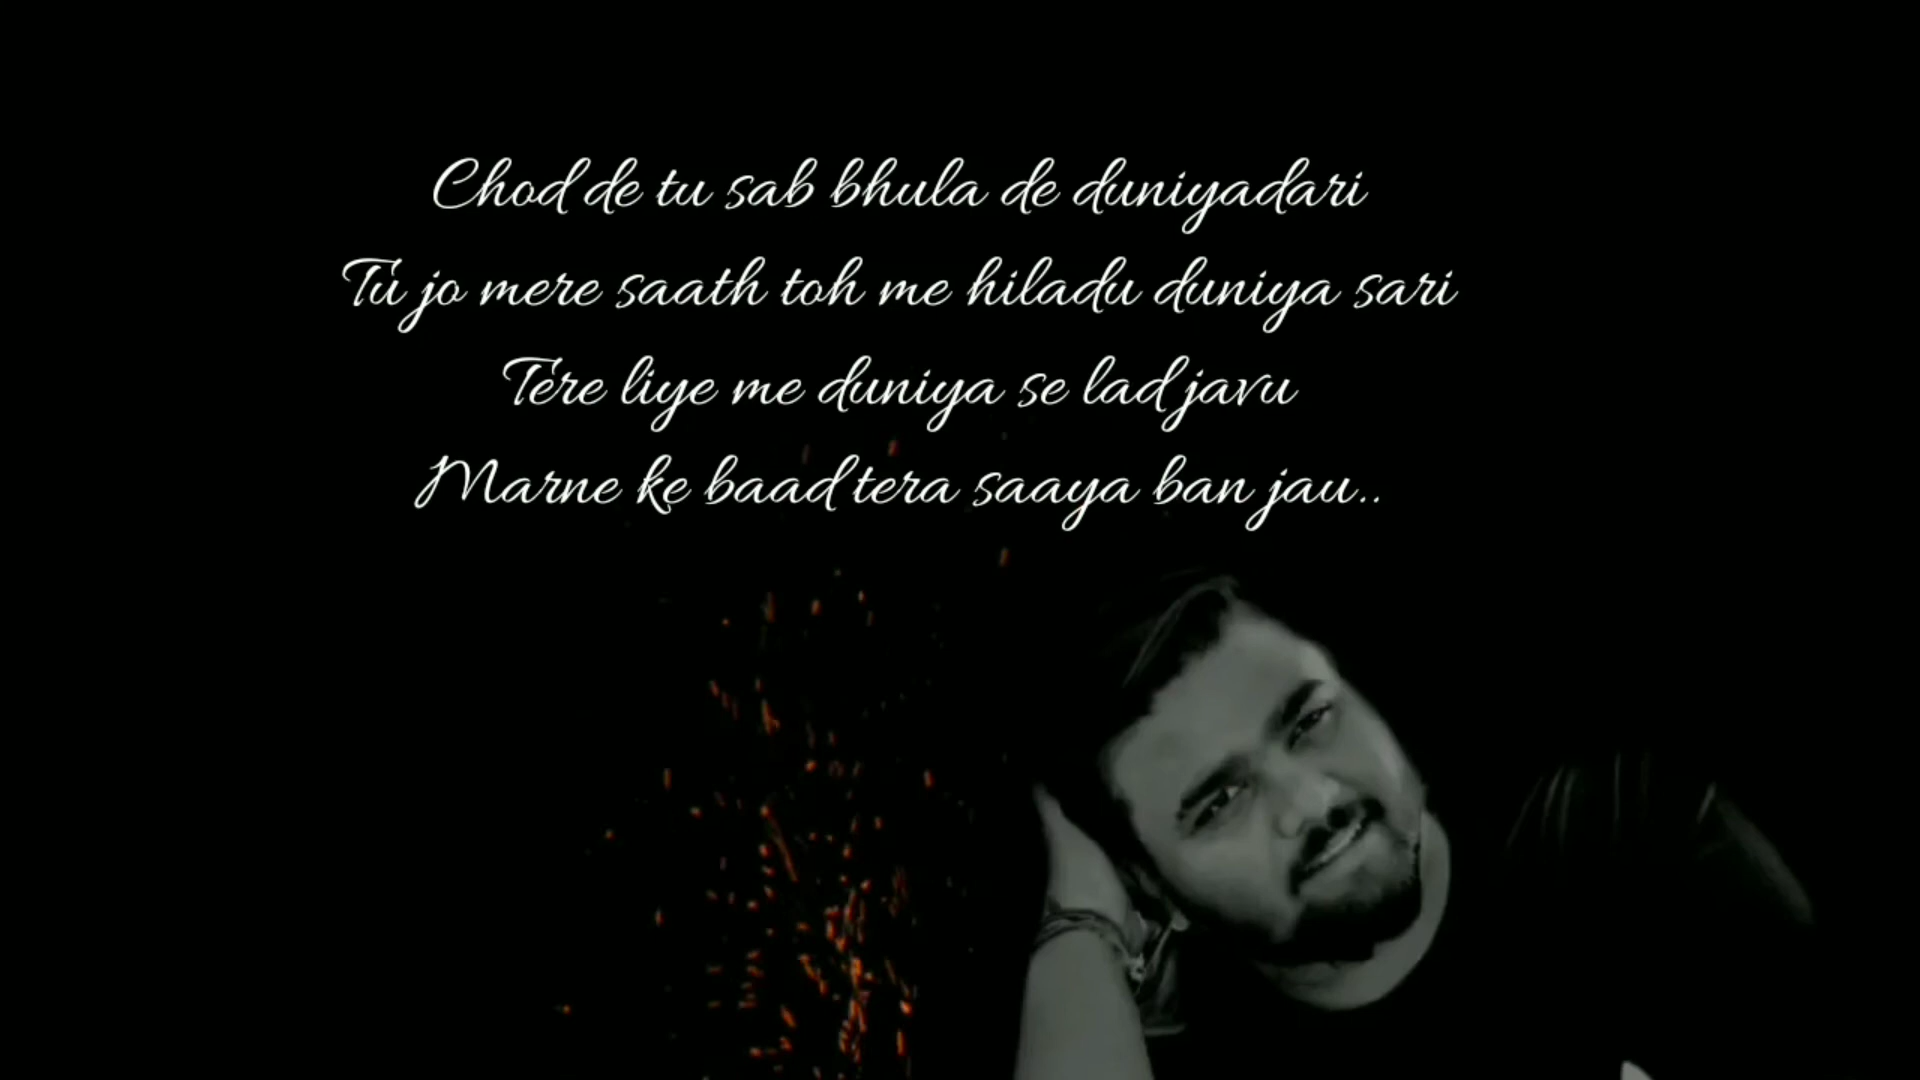 Chod de tu sab bhula de duniyadari
Tu jo mere saath toh me hiladu duniya sari
Tere liye me duniya se lad javu
Marne ke baad tera saaya ban jau..